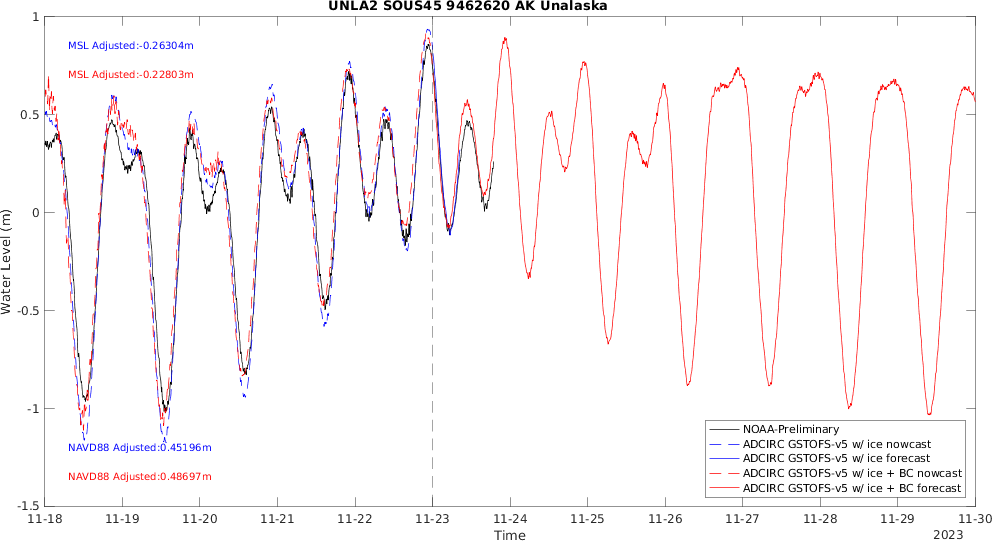 UNLA2 SOUS45 9462620 AK Unalaska
1
MSL Adjusted:-0.26304m
MSL Adjusted:-0.22803m
0.5
0
Water Level (m)
-0.5
-1
NOAA-Preliminary
ADCIRC GSTOFS-v5 w/ ice nowcast
NAVD88 Adjusted:0.45196m
ADCIRC GSTOFS-v5 w/ ice forecast
ADCIRC GSTOFS-v5 w/ ice + BC nowcast
NAVD88 Adjusted:0.48697m
ADCIRC GSTOFS-v5 w/ ice + BC forecast
-1.5
11-18 11-19 11-20 11-21 11-22 11-23 11-24 11-25 11-26 11-27 11-28 11-29 11-30
Time
2023